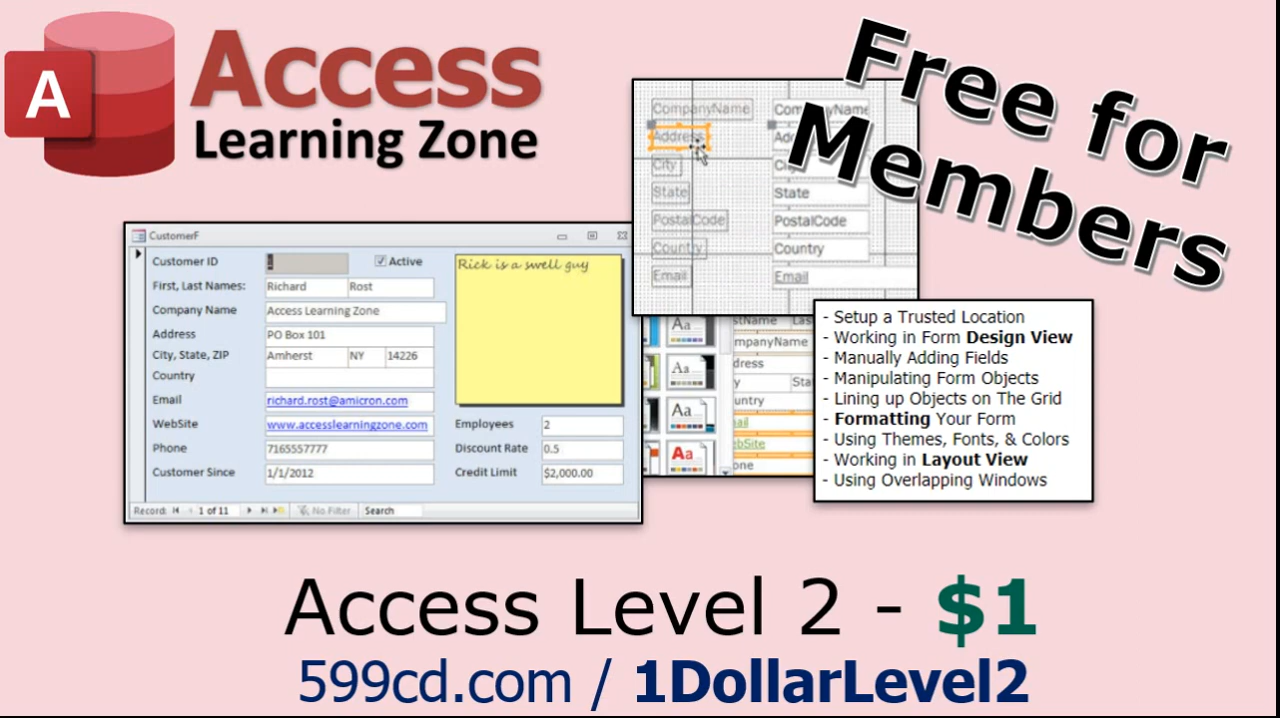 A
Access
Learning Zone
Free for
Members
CompanyName CompanyName
Address
City
State State
PostalCode PostalCode
Country Country
Email Email
CustomerF
Customer ID
Active
First, Last Names: Richard Rost
Company Name Access Learning Zone
Address PO Box 101
City, State, ZIP Amherst NY 14226
Country
Email richard.rost@amicron.com
WebSite www.accesslearningzone.com
Phone 7165557777
Customer Since 1/1/2012
Rick is a swell guy
Employees 2
Discount Rate 0.5
Credit Limit $2,000.00
Record: 1 of 11 No Filter Search
Aa
Aa
Aa
Aa
- Setup a Trusted Location
- Working in Form Design View
- Manually Adding Fields
- Manipulating Form Objects
- Lining up Objects on The Grid
- Formatting Your Form
- Using Themes, Fonts, & Colors
- Working in Layout View
- Using Overlapping Windows
Access Level 2 - $1
599cd.com / 1DollarLevel2